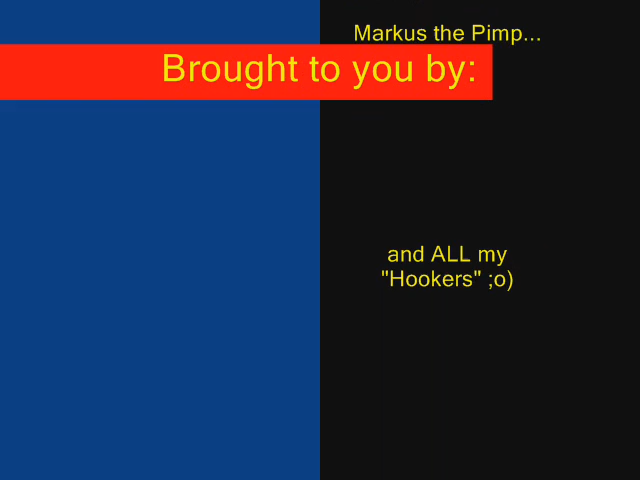 Markus the Pimp...
Brought to you by:
and ALL my
"Hookers" ;o)